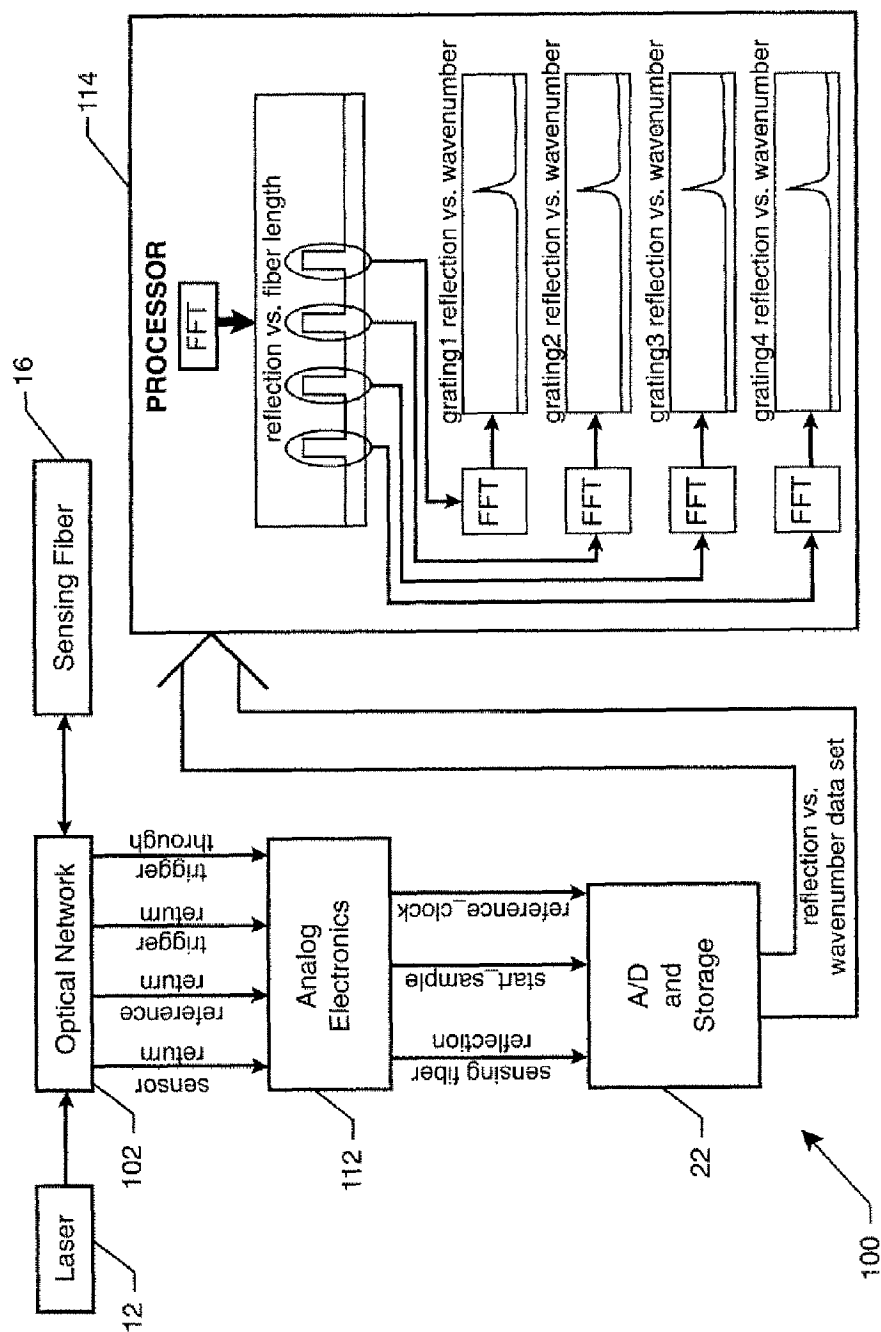 Laser
12
Optical Network
102
Sensing Fiber
16
sensor
return
reference
return
trigger
return
trigger
through
Analog
Electronics
112
sensing fiber
reflection
start_sample
reference_clock
A/D
and
Storage
22
reflection vs.
wavenumber data set
100
114
PROCESSOR
FFT
reflection vs. fiber length
FFT
grating1 reflection vs. wavenumber
FFT
grating2 reflection vs. wavenumber
FFT
grating3 reflection vs. wavenumber
FFT
grating4 reflection vs. wavenumber